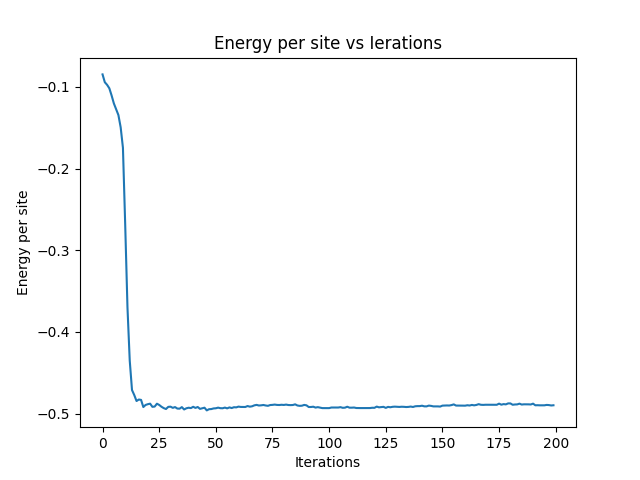 Energy per site vs Ierations
Energy per site
−0.1
−0.2
−0.3
−0.4
−0.5
0 25 50 75 100 125 150 175 200
Iterations